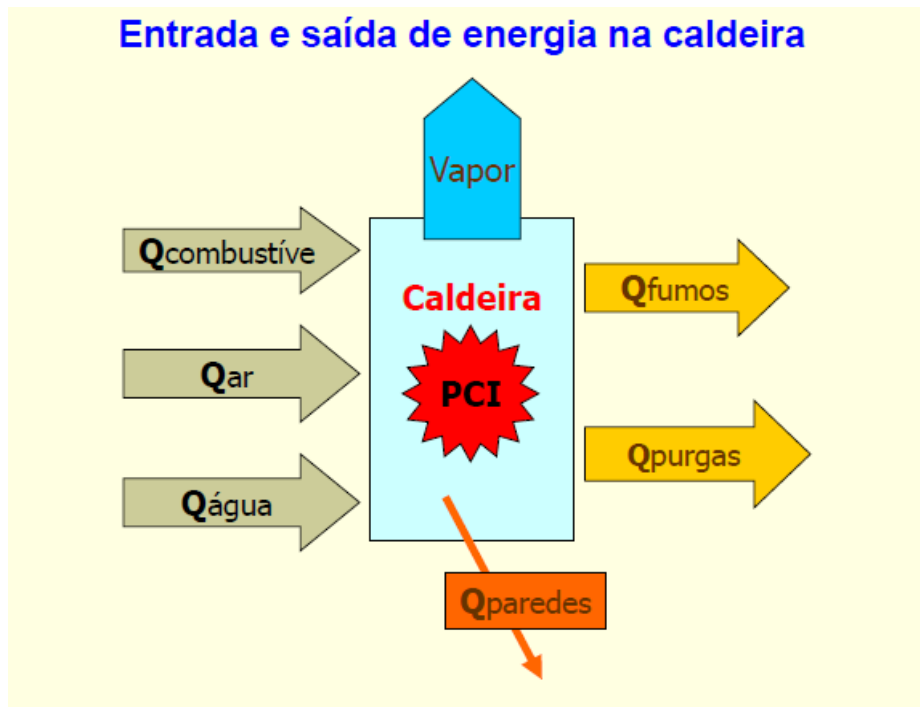 Entrada e saída de energia na caldeira
Vapor
Qcombustíve
Caldeira
Qfumos
Qar
PCI
Qpurgas
Qágua
Qparedes